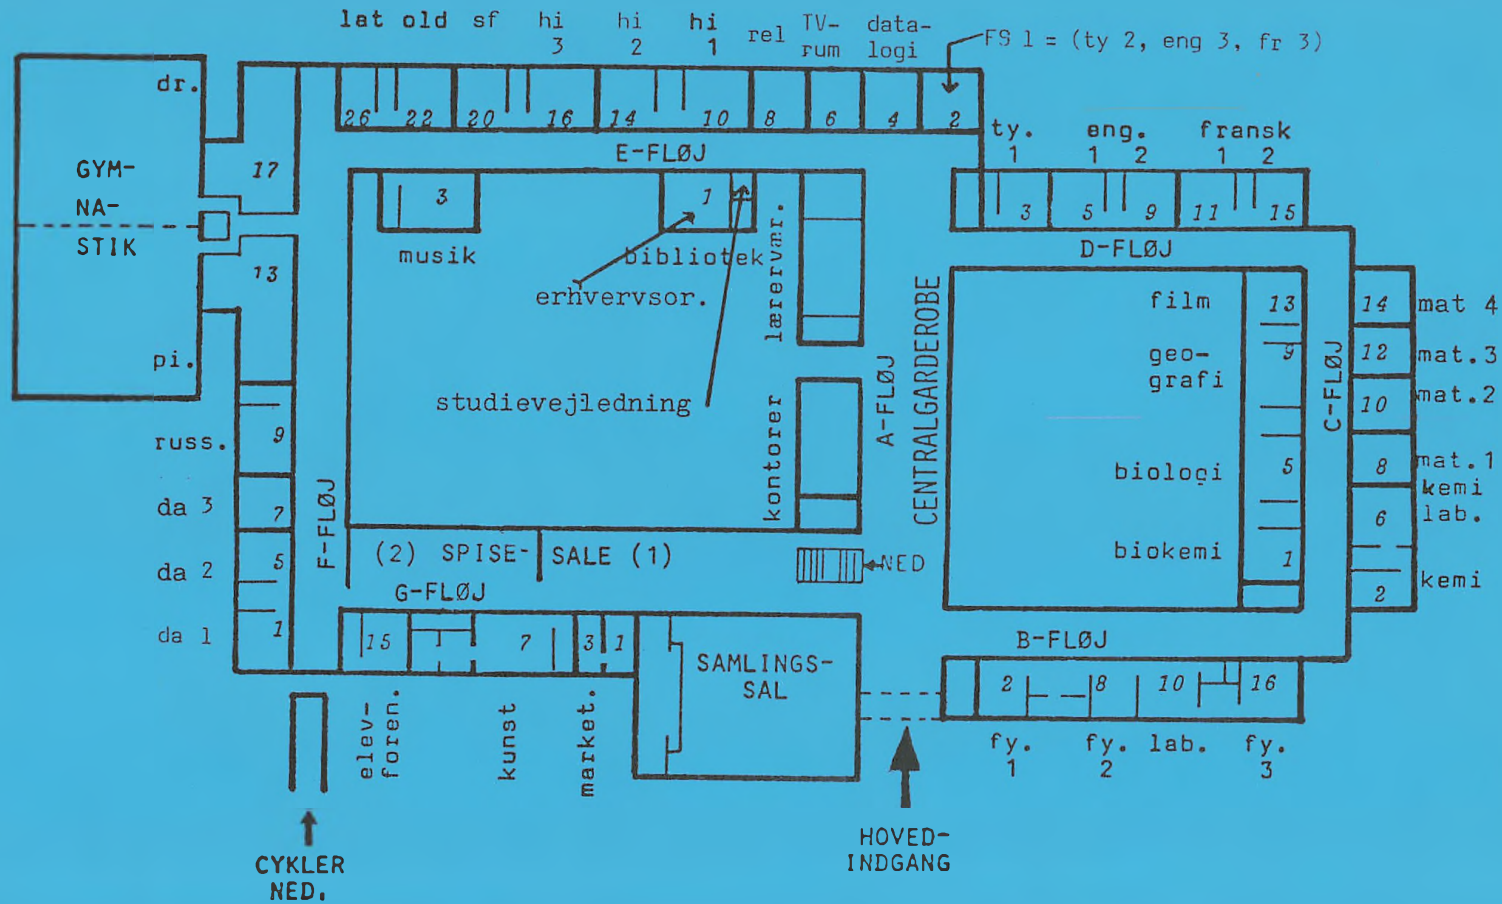 lat old sf hi 3 hi 2 hi 1 rel TV-rum data-logi
FS 1 = (ty 2, eng 3, fr 3)
26 22 20 16 14 10 8 6 4 2
E-FLØJ
dr.
GYM-
NA-
STIK
pi.
17
13
3
musik
1
bibliotek
erhvervsor.
studievejledning
lærervær.
kontorer
A-FLØJ
CENTRALGARDEROBE
ty. 1 eng. 1 2 fransk 1 2
3 5 9 11 15
D-FLØJ
film 13
geo-
grafi
9
biologi 5
biokemi 1
C-FLØJ
14 mat 4
12 mat.3
10 mat.2
8 mat.1
6 kemi
lab.
2 kemi
russ. 9
da 3 7
da 2 5
da 1 1
F-FLØJ
(2) SPISE- SALE (1)
NED
G-FLØJ
15 7 3 1
elev-
foren.
kunst
market.
SAMLINGS-
SAL
B-FLØJ
2 8 10 16
fy. 1 fy. 2 lab. fy. 3
HOVED-
INDGANG
CYKLER
NED.